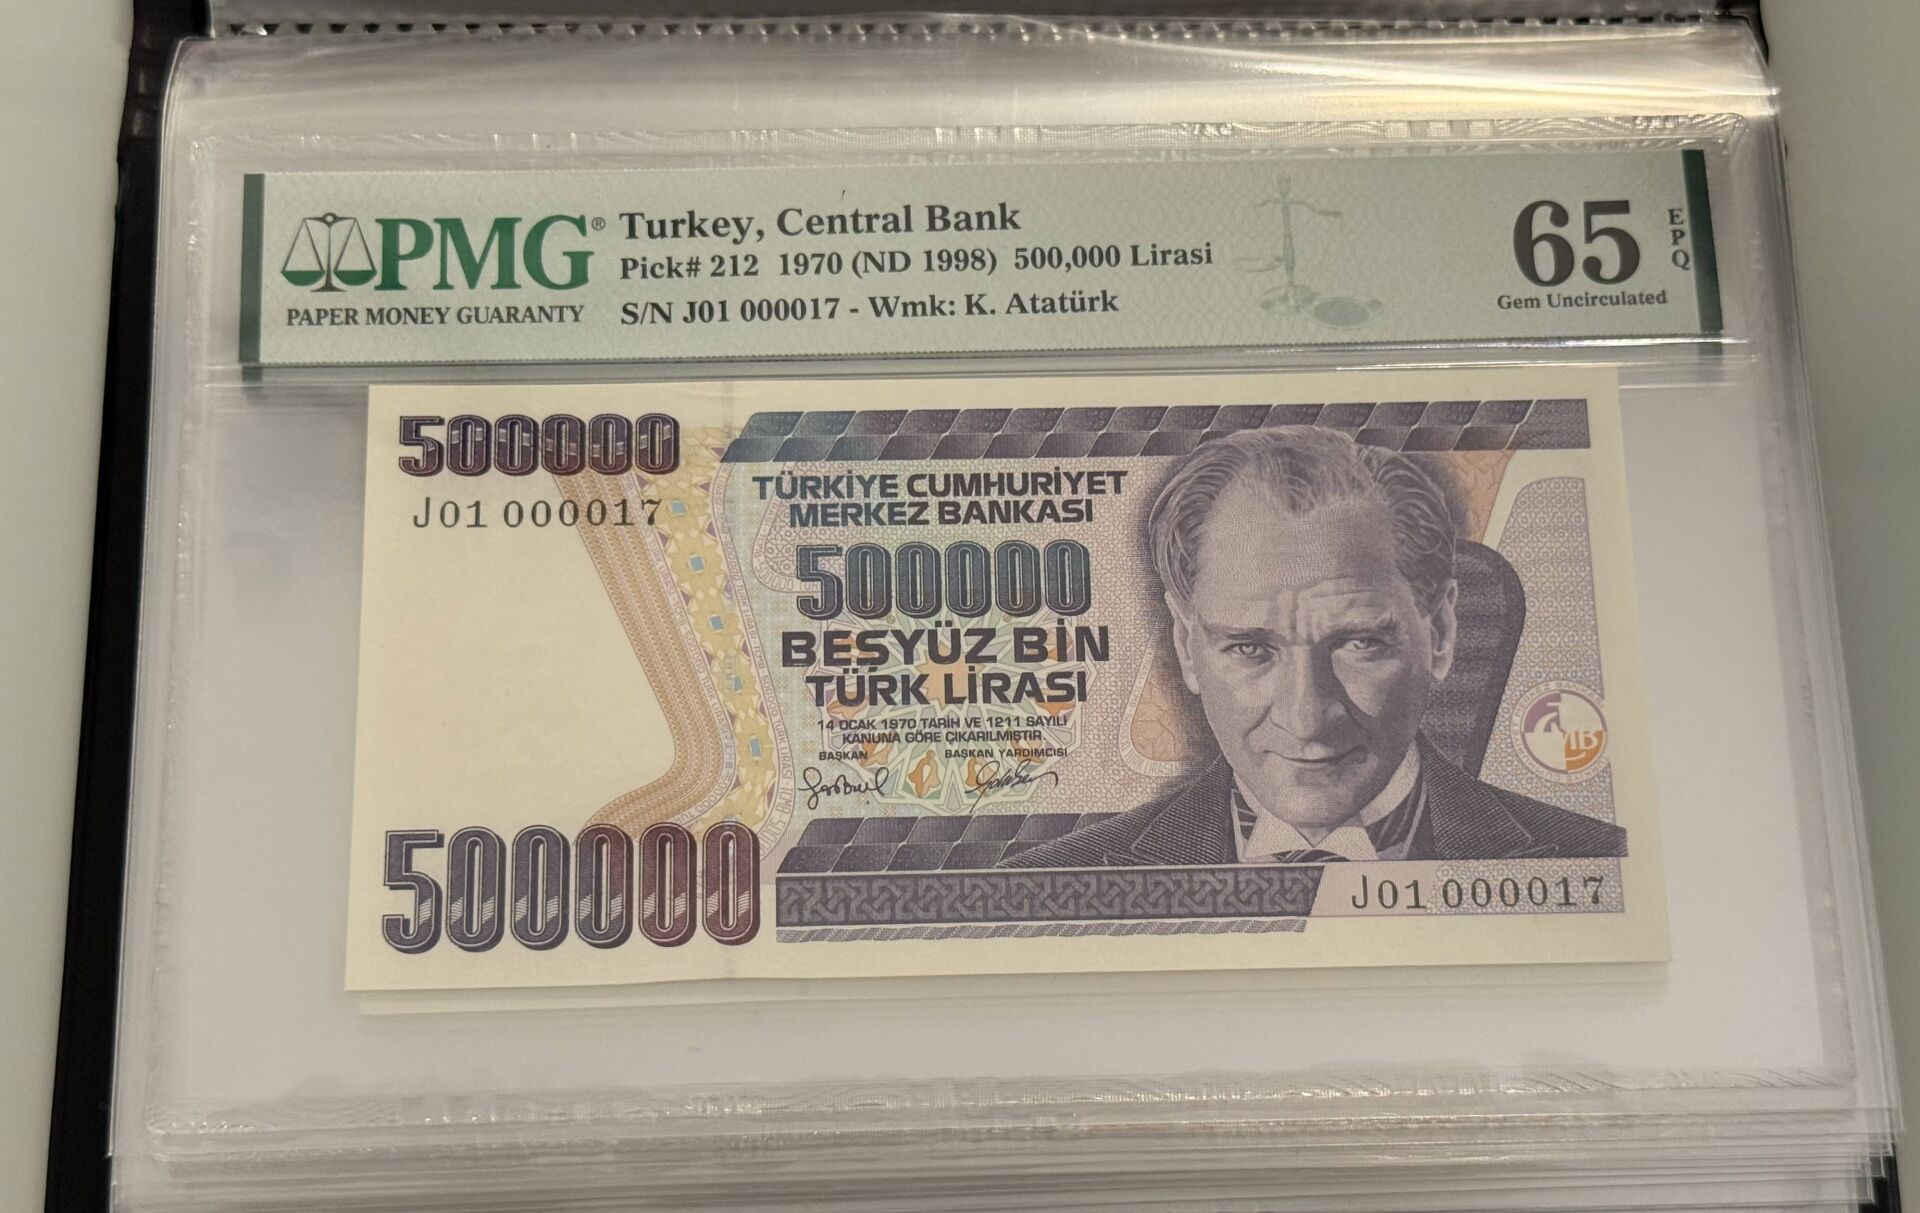 PMG®
PAPER MONEY GUARANTY
Turkey, Central Bank
Pick# 212 1970 (ND 1998) 500,000 Lirasi
S/N J01 000017 - Wmk: K. Atatürk
65
EPQ
Gem Uncirculated
500000
J01 000017
TÜRKİYE CUMHURİYET
MERKEZ BANKASI
500000
BEŞYÜZ BİN
TÜRK LİRASI
14 OCAK 1970 TARİH VE 1211 SAYILI
KANUNA GÖRE ÇIKARILMIŞTIR.
BAŞKAN
BAŞKAN YARDIMCISI
500000
J01 000017